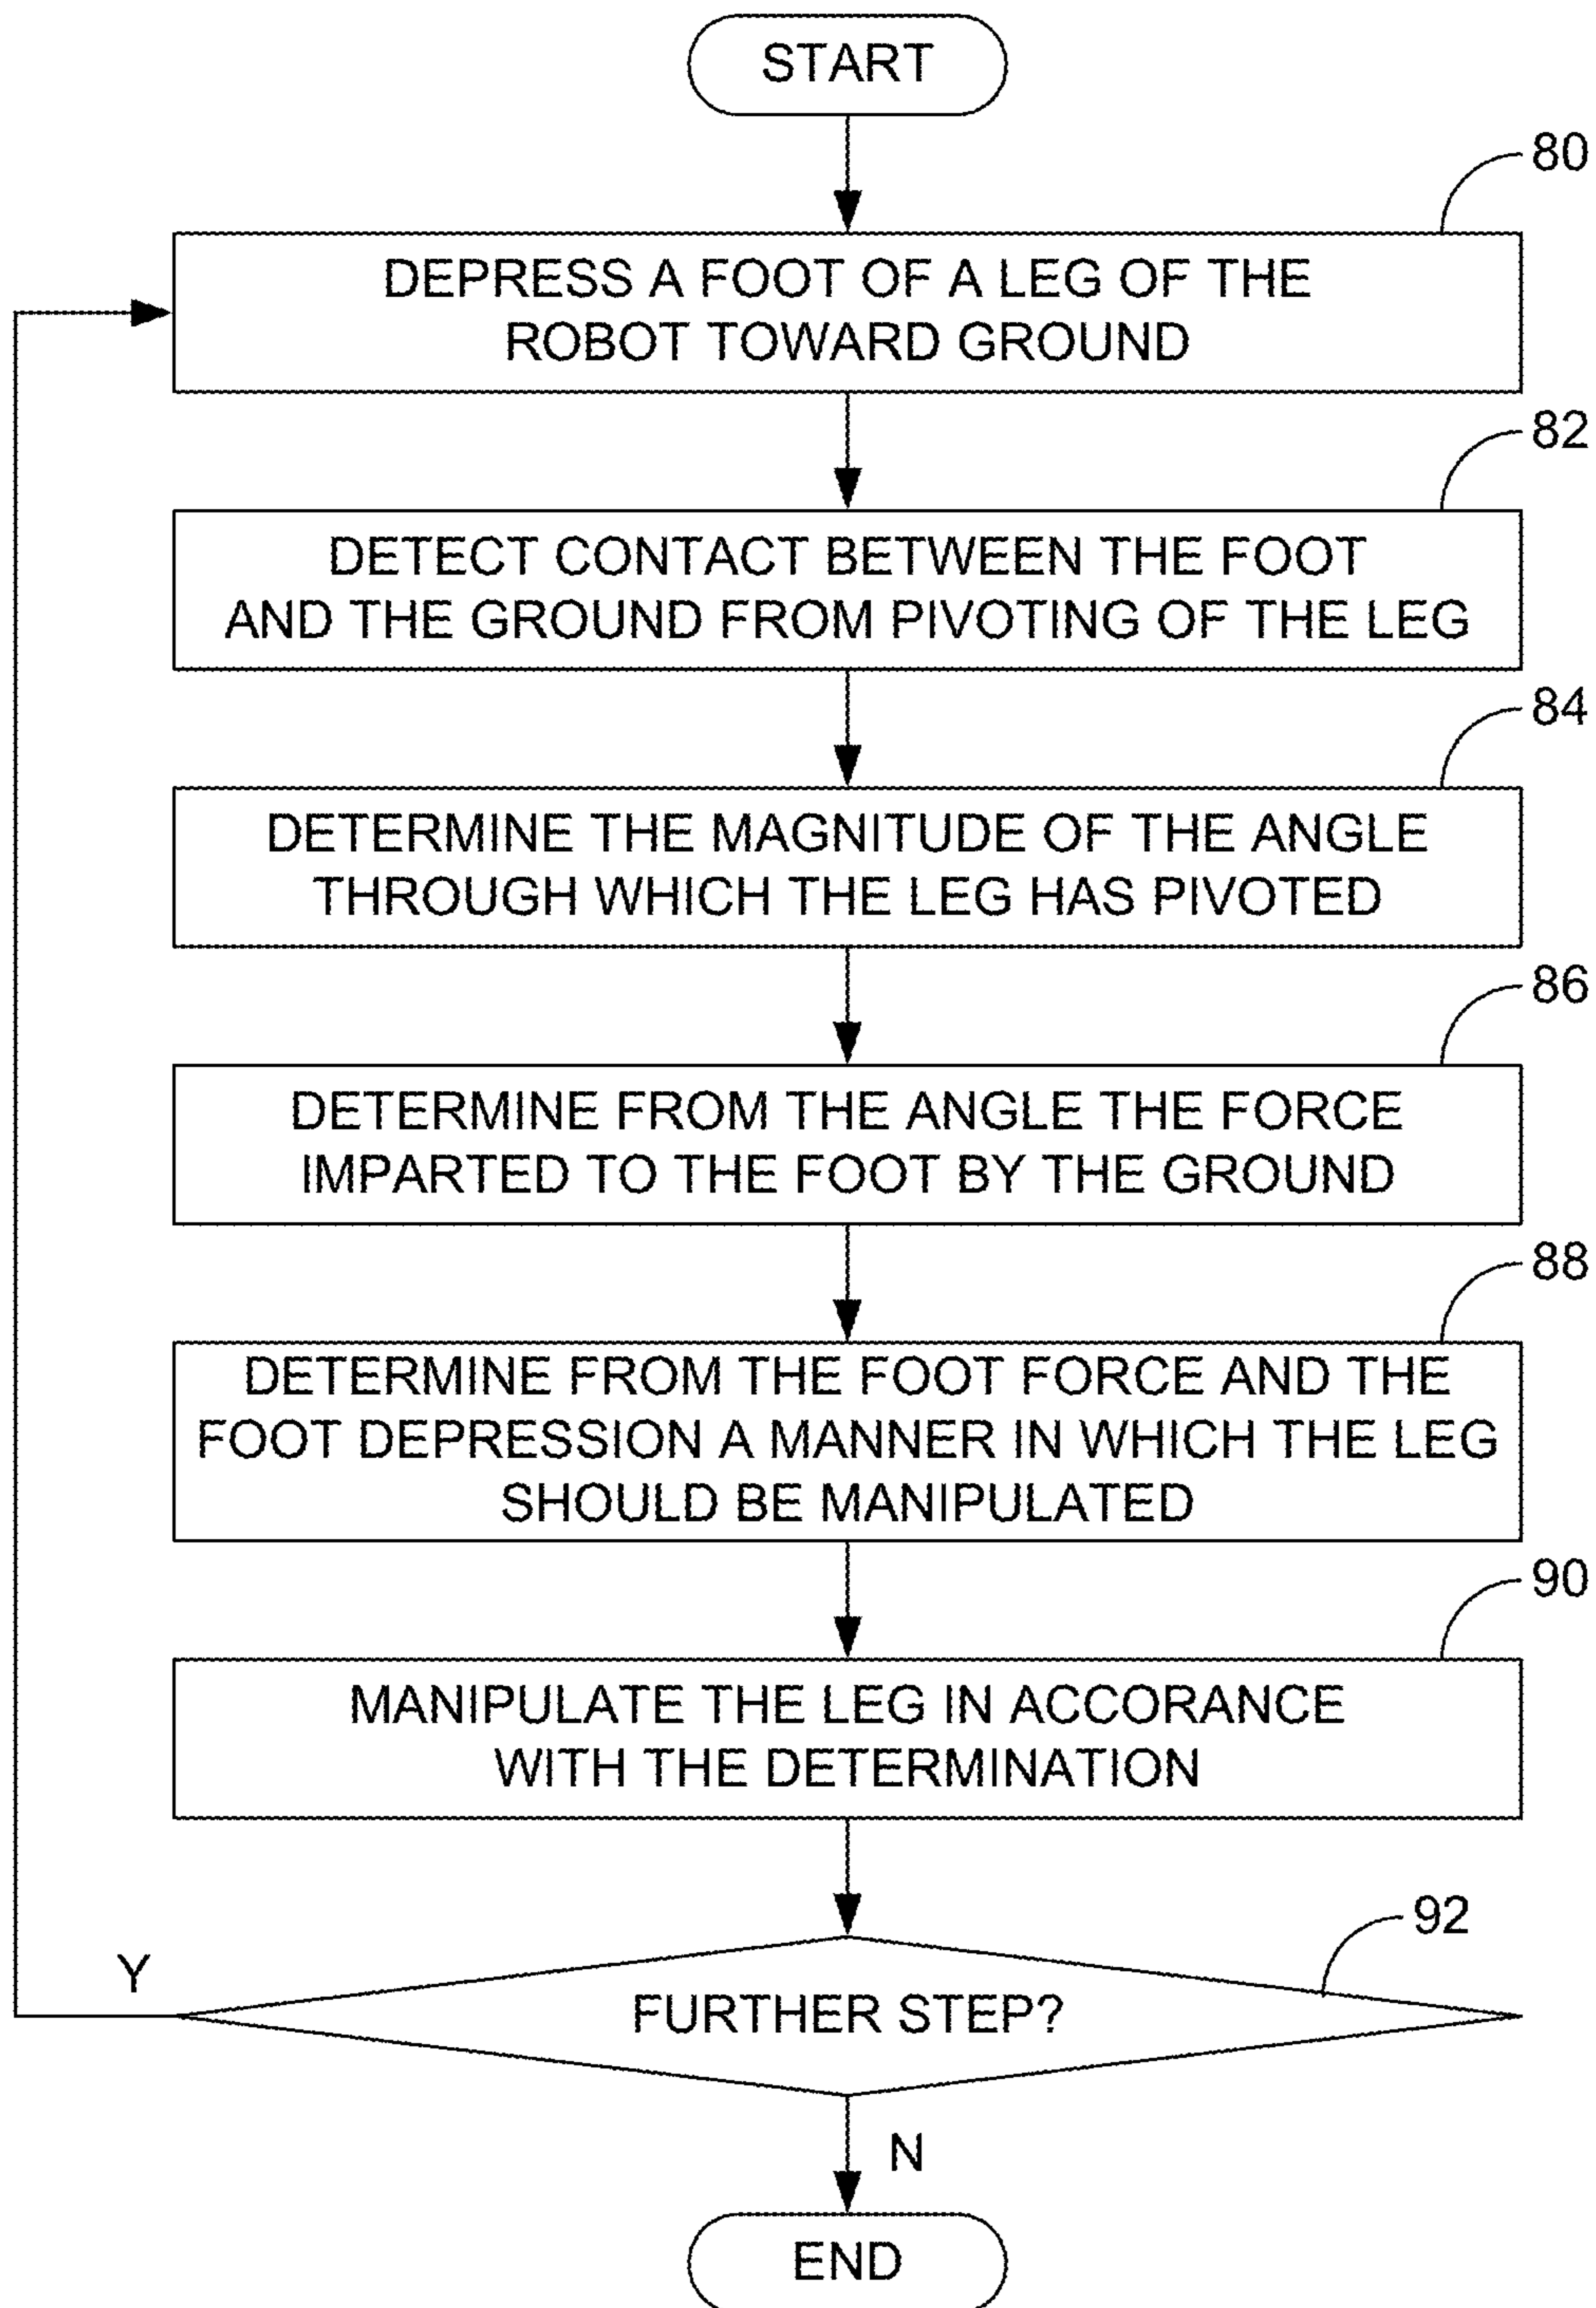 START
80
DEPRESS A FOOT OF A LEG OF THE
ROBOT TOWARD GROUND
82
DETECT CONTACT BETWEEN THE FOOT
AND THE GROUND FROM PIVOTING OF THE LEG
84
DETERMINE THE MAGNITUDE OF THE ANGLE
THROUGH WHICH THE LEG HAS PIVOTED
86
DETERMINE FROM THE ANGLE THE FORCE
IMPARTED TO THE FOOT BY THE GROUND
88
DETERMINE FROM THE FOOT FORCE AND THE
FOOT DEPRESSION A MANNER IN WHICH THE LEG
SHOULD BE MANIPULATED
90
MANIPULATE THE LEG IN ACCORANCE
WITH THE DETERMINATION
92
Y
FURTHER STEP?
N
END